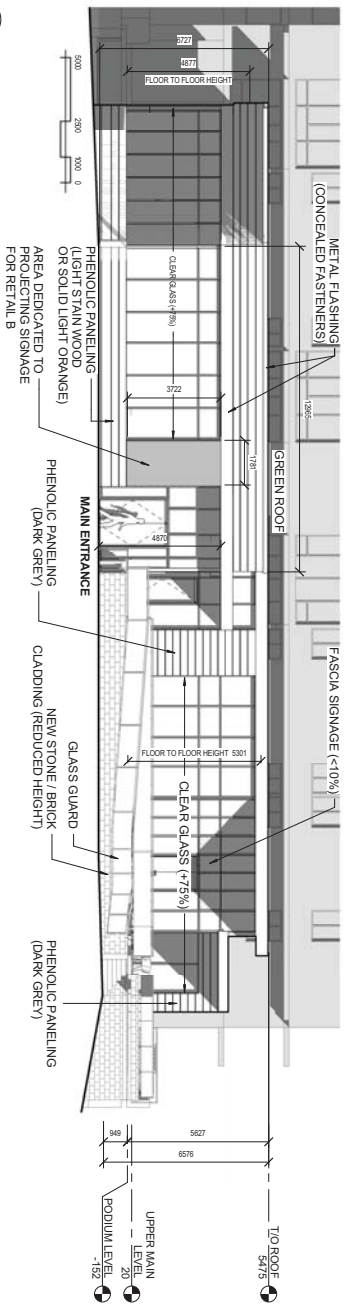 6727
4877
FLOOR TO FLOOR HEIGHT
5000
2500
1000
0
METAL FLASHING
(CONCEALED FASTENERS)
12965
GREEN ROOF
FASCIA SIGNAGE (<10%)
CLEAR GLASS (+75%)
3722
1781
4870
FLOOR TO FLOOR HEIGHT 5301
CLEAR GLASS (+75%)
PHENOLIC PANELING
(LIGHT STAIN WOOD
OR SOLID LIGHT ORANGE)
AREA DEDICATED TO
PROJECTING SIGNAGE
FOR RETAIL B
MAIN ENTRANCE
PHENOLIC PANELING
(DARK GREY)
GLASS GUARD
NEW STONE / BRICK
CLADDING (REDUCED HEIGHT)
PHENOLIC PANELING
(DARK GREY)
949
5627
6576
T/O ROOF
5475
UPPER MAIN
LEVEL
20
PODIUM LEVEL
-152